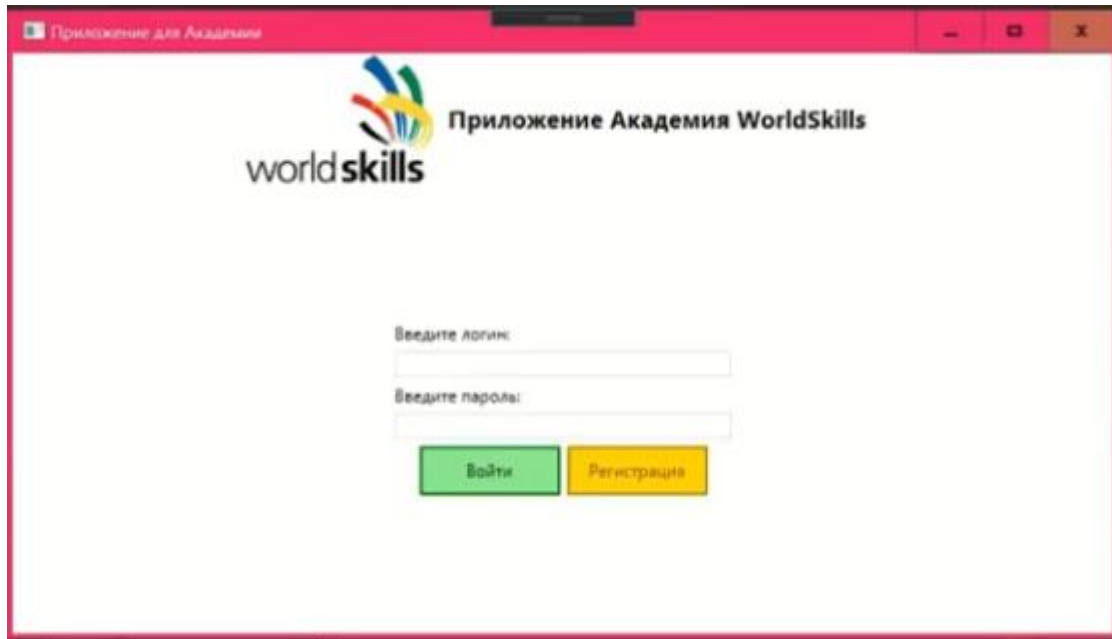 Приложение для Академии
Приложение Академия WorldSkills
worldskills
Введите логин:
Введите пароль:
Войти
Регистрация